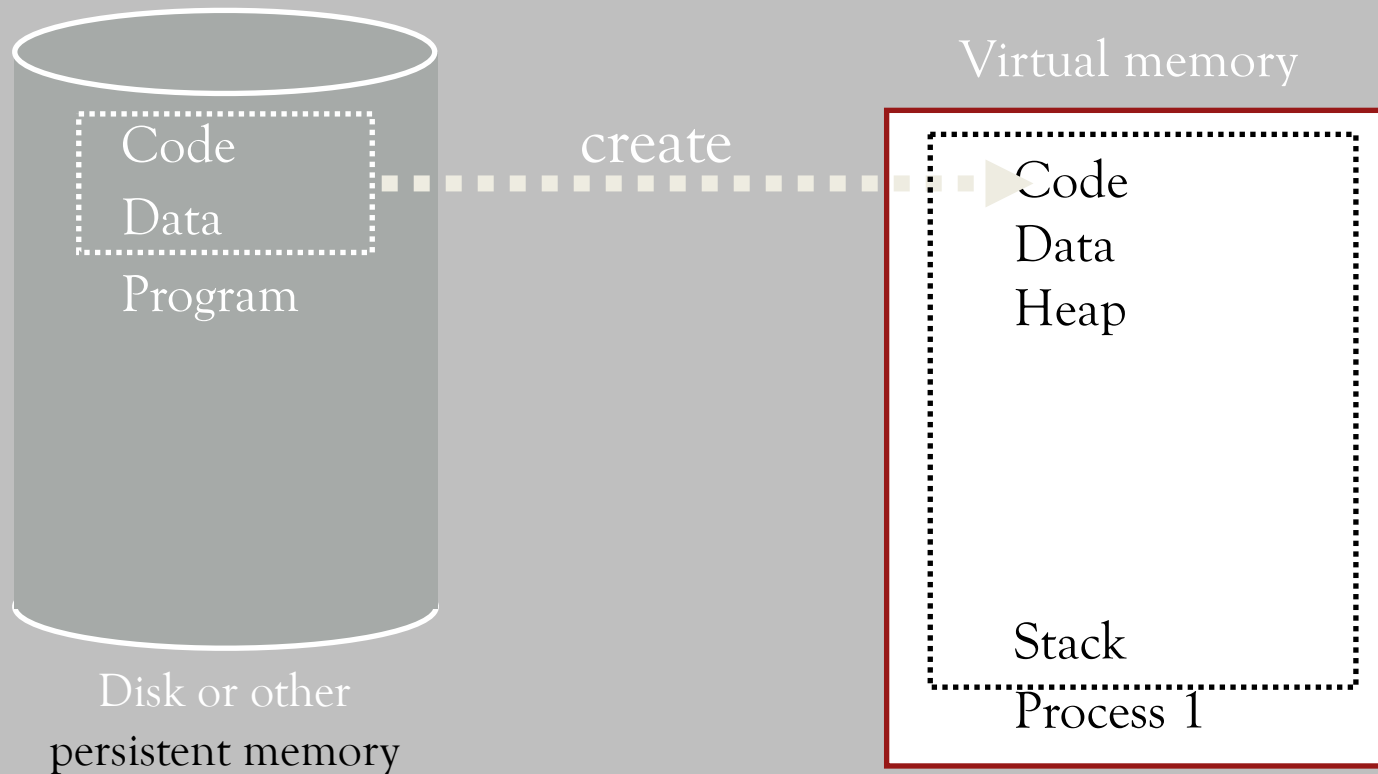 Code
Data
Program
Disk or other
persistent memory
create
Virtual memory
Code
Data
Heap
Stack
Process 1